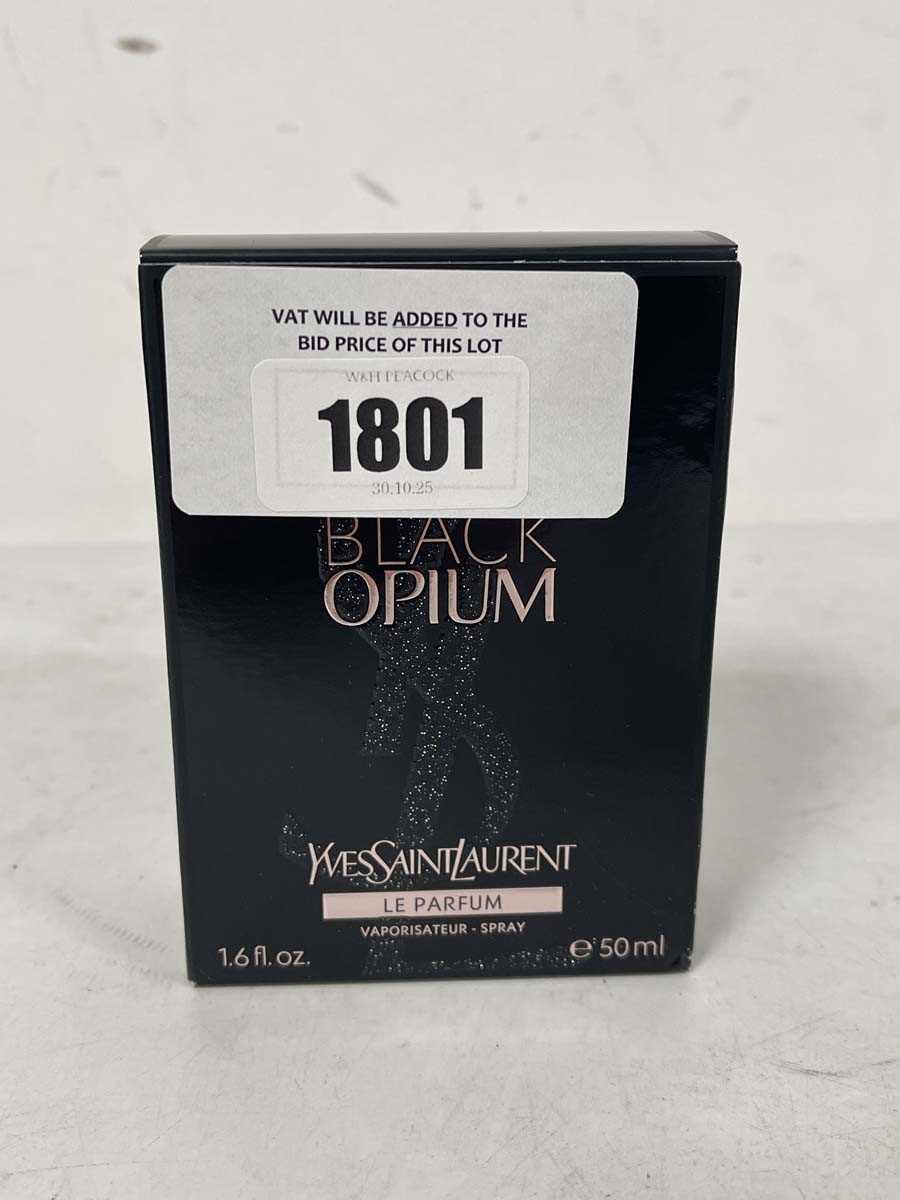 VAT WILL BE ADDED TO THE
BID PRICE OF THIS LOT
W&H PEACOCK
1801
30.10.25
BLACK
OPIUM
YVESSAINTLAURENT
LE PARFUM
VAPORISATEUR - SPRAY
1.6 fl. oz. ℮ 50 ml